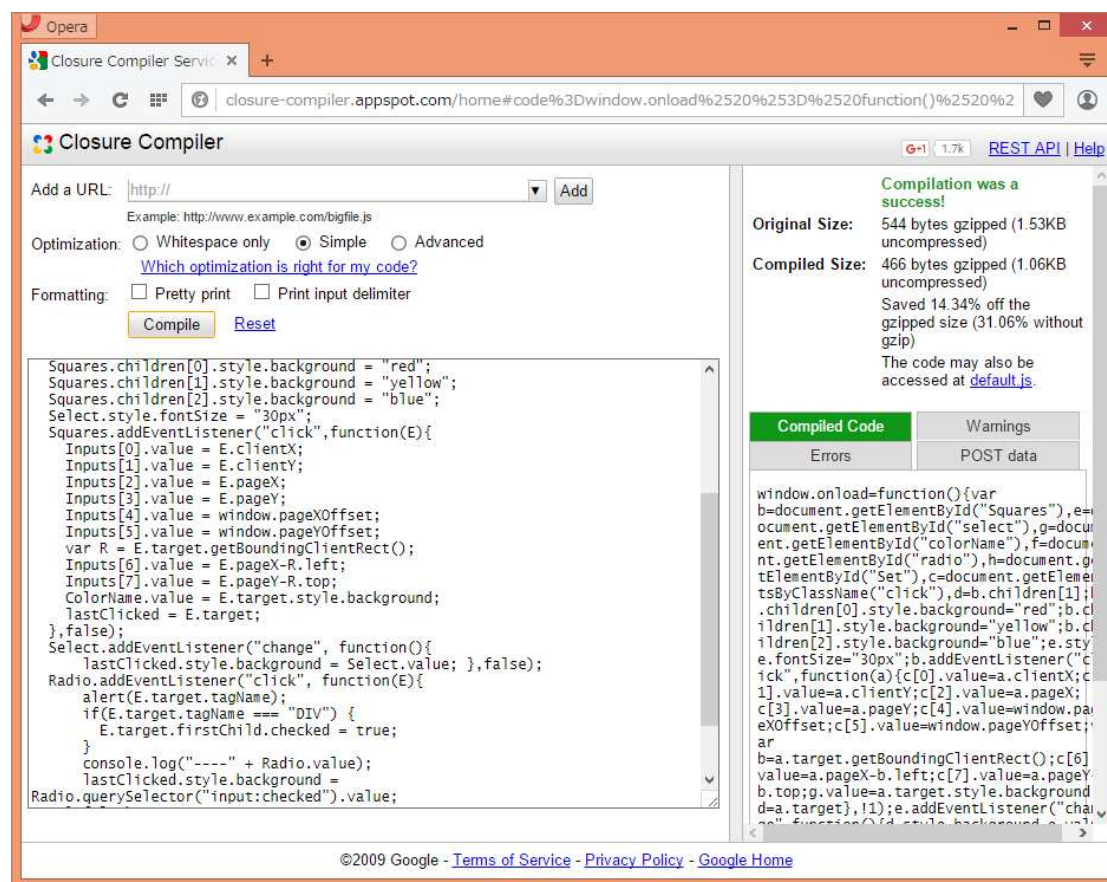 Opera
Closure Compiler Servic
closure-compiler.appspot.com/home#code%3Dwindow.onload%2520%253D%2520function()%2520%2
Closure Compiler
G+1 1.7k REST API | Help
Add a URL: http:// Add
Example: http://www.example.com/bigfile.js
Optimization: Whitespace only Simple Advanced
Which optimization is right for my code?
Formatting: Pretty print Print input delimiter
Compile Reset
Squares.children[0].style.background = "red";
Squares.children[1].style.background = "yellow";
Squares.children[2].style.background = "blue";
Select.style.fontSize = "30px";
Squares.addEventListener("click",function(E){
Inputs[0].value = E.clientX;
Inputs[1].value = E.clientY;
Inputs[2].value = E.pageX;
Inputs[3].value = E.pageY;
Inputs[4].value = window.pageXOffset;
Inputs[5].value = window.pageYOffset;
var R = E.target.getBoundingClientRect();
Inputs[6].value = E.pageX-R.left;
Inputs[7].value = E.pageY-R.top;
ColorName.value = E.target.style.background;
lastClicked = E.target;
},false);
Select.addEventListener("change", function(){
lastClicked.style.background = Select.value; },false);
Radio.addEventListener("click", function(E){
alert(E.target.tagName);
if(E.target.tagName === "DIV") {
E.target.firstChild.checked = true;
}
console.log("----" + Radio.value);
lastClicked.style.background =
Radio.querySelector("input:checked").value;
Compilation was a
success!
Original Size: 544 bytes gzipped (1.53KB
uncompressed)
Compiled Size: 466 bytes gzipped (1.06KB
uncompressed)
Saved 14.34% off the
gzipped size (31.06% without
gzip)
The code may also be
accessed at default.js.
Compiled Code Warnings
Errors POST data
window.onload=function(){var
b=document.getElementById("Squares"),e=
ocument.getElementById("select"),g=docu
ent.getElementById("colorName"),f=docum
nt.getElementById("radio"),h=document.g
tElementById("Set"),c=document.getEleme
tsByClassName("click"),d=b.children[1];
.children[0].style.background="red";b.c
ildren[1].style.background="yellow";b.c
ildren[2].style.background="blue";e.sty
e.fontSize="30px";b.addEventListener("c
ick",function(a){c[0].value=a.clientX;c
1].value=a.clientY;c[2].value=a.pageX;
c[3].value=a.pageY;c[4].value=window.pa
eXOffset;c[5].value=window.pageYOffset;
ar
b=a.target.getBoundingClientRect();c[6]
value=a.pageX-b.left;c[7].value=a.pageY
b.top;g.value=a.target.style.background
d=a.target},!1);e.addEventListener("cha
©2009 Google - Terms of Service - Privacy Policy - Google Home